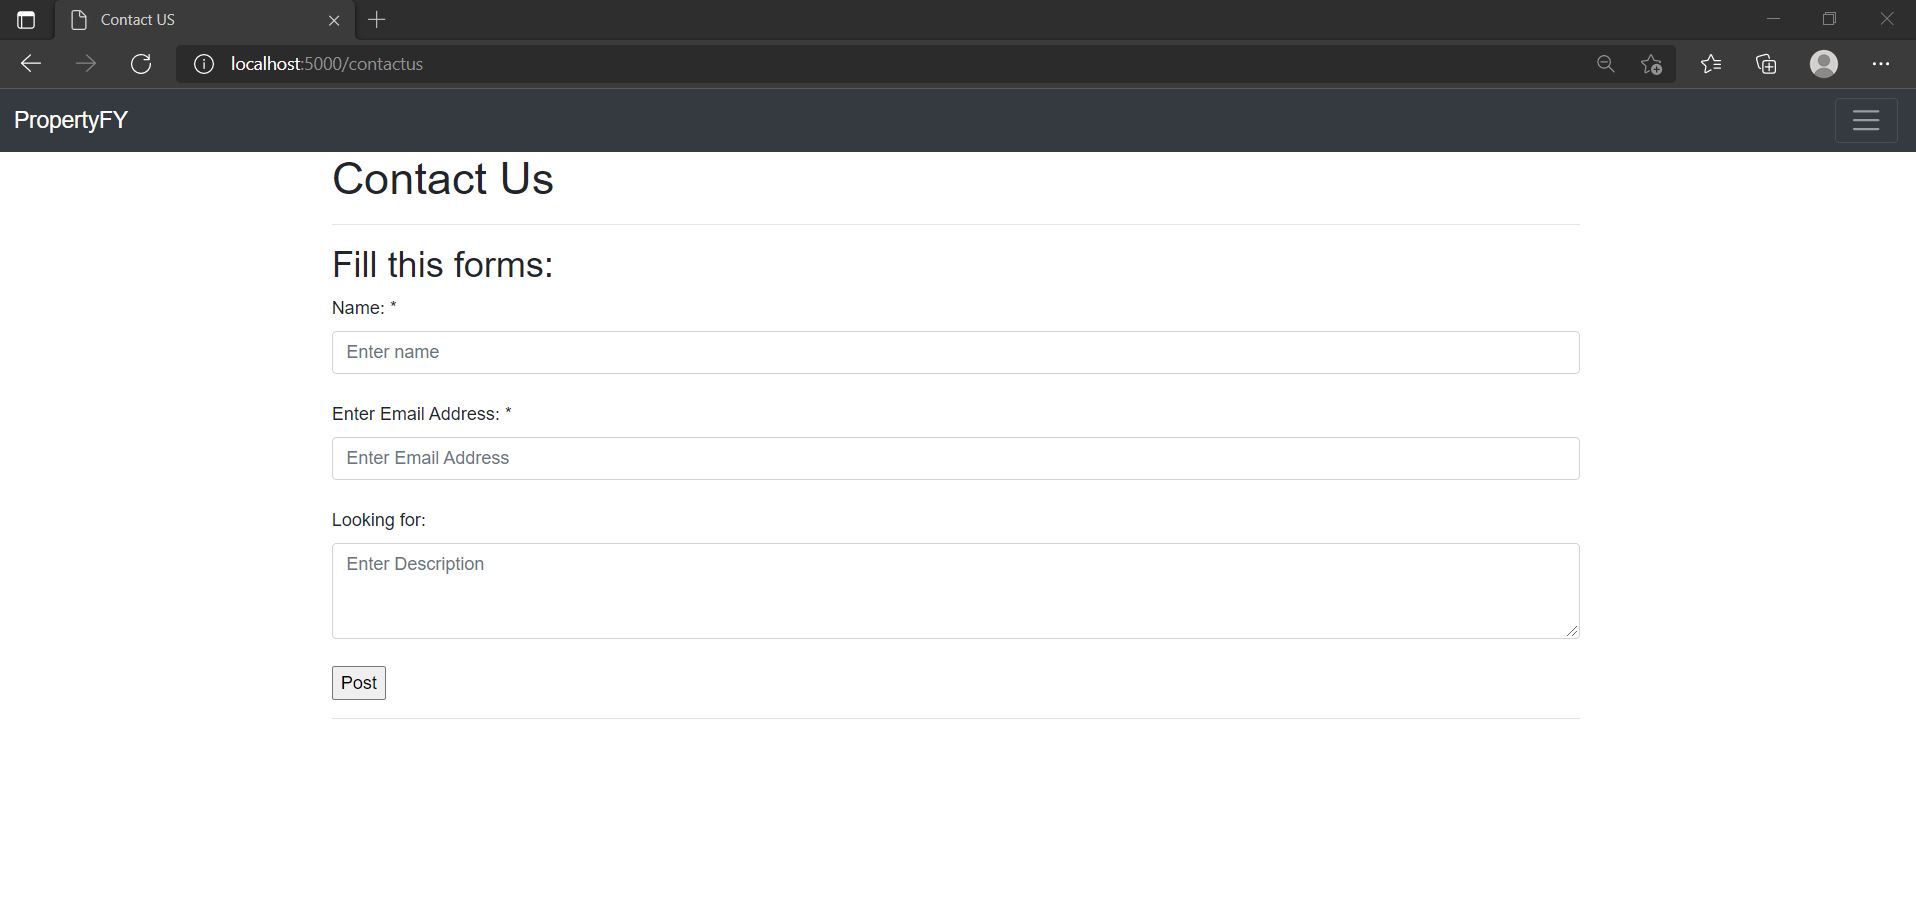 Contact US
localhost:5000/contactus
PropertyFY
Contact Us
Fill this forms:
Name: *
Enter name
Enter Email Address: *
Enter Email Address
Looking for:
Enter Description
Post